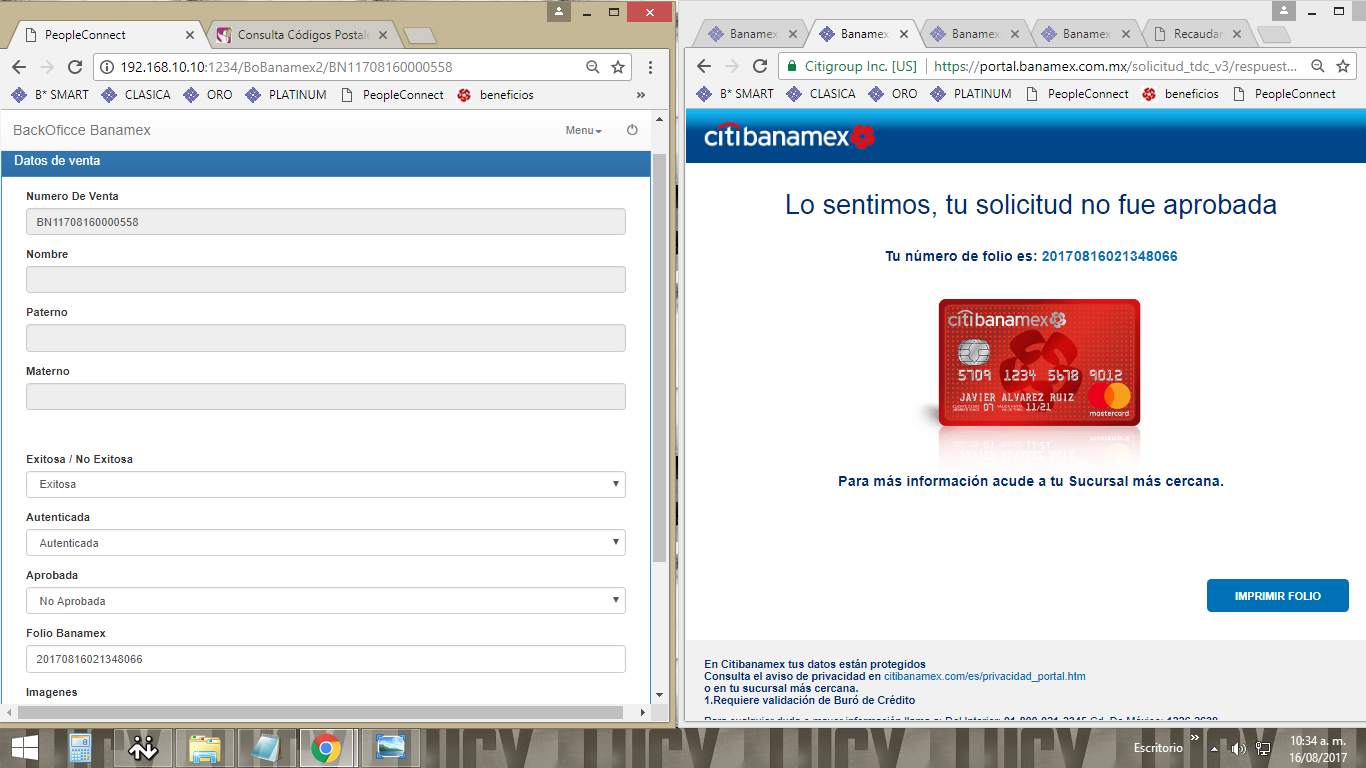 PeopleConnect
Consulta Códigos Postale
192.168.10.10:1234/BoBanamex2/BN11708160000558
B* SMART CLASICA ORO PLATINUM PeopleConnect beneficios »
BackOficce Banamex Menu
Datos de venta
Numero De Venta
BN11708160000558
Nombre
Paterno
Materno
Exitosa / No Exitosa
Exitosa
Autenticada
Autenticada
Aprobada
No Aprobada
Folio Banamex
20170816021348066
Imagenes
Banamex Banamex Banamex Banamex Recaudar
Citigroup Inc. [US] https://portal.banamex.com.mx/solicitud_tdc_v3/respuest...
B* SMART CLASICA ORO PLATINUM PeopleConnect beneficios PeopleConnect
citibanamex
Lo sentimos, tu solicitud no fue aprobada
Tu número de folio es: 20170816021348066
citibanamex
5709 1234 5678 9012
JAVIER ALVAREZ RUIZ
07 11/21
mastercard
Para más información acude a tu Sucursal más cercana.
IMPRIMIR FOLIO
En Citibanamex tus datos están protegidos
Consulta el aviso de privacidad en citibanamex.com/es/privacidad_portal.htm
o en tu sucursal más cercana.
1.Requiere validación de Buró de Crédito
Escritorio »
10:34 a. m.
16/08/2017